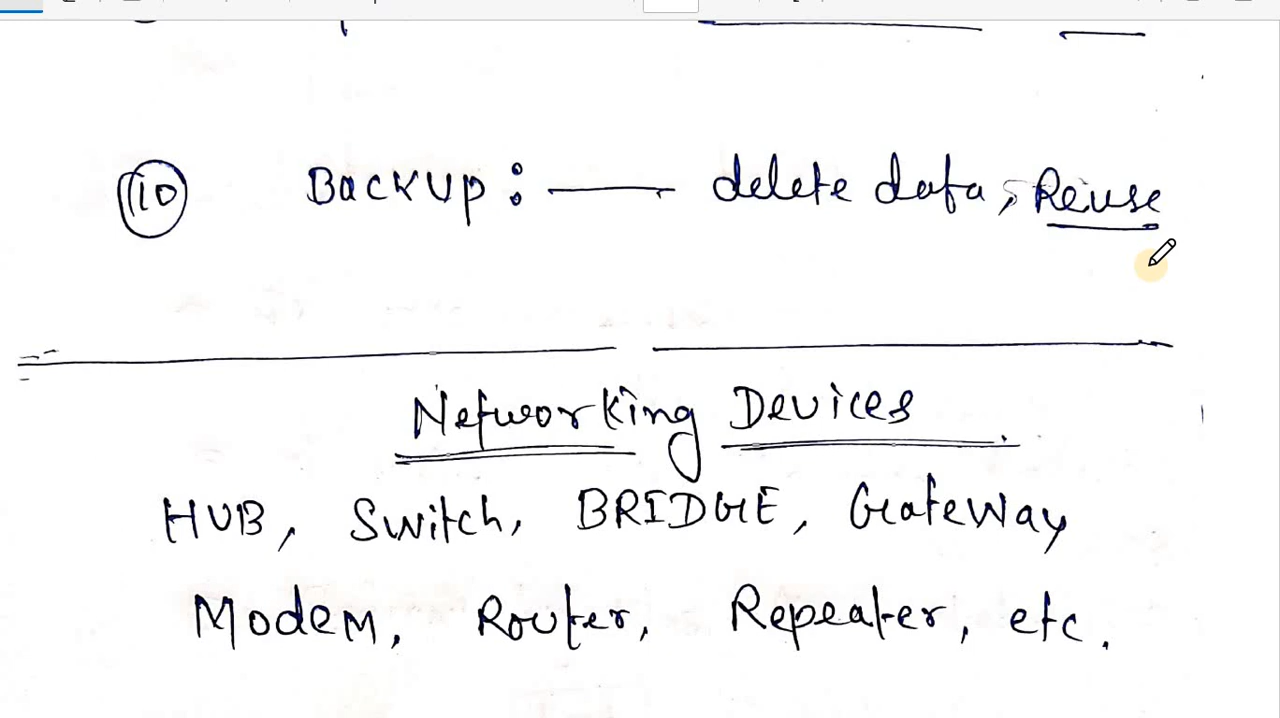 10 Backup : — delete data, Reuse
Networking Devices
HUB, Switch, BRIDGE, Gateway
Modem, Router, Repeater, etc.